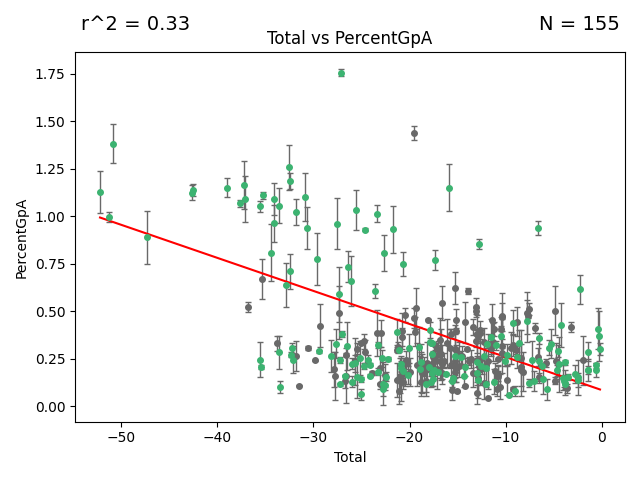 r^2 = 0.33
N = 155
Total vs PercentGpA
PercentGpA
1.75
1.50
1.25
1.00
0.75
0.50
0.25
0.00
−50
−40
−30
−20
−10
0
Total